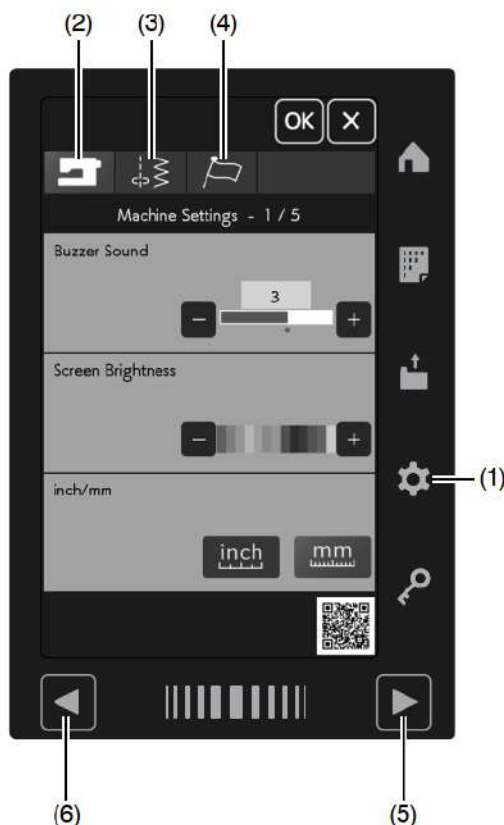 (2) (3) (4)
OK X
Machine Settings - 1 / 5
Buzzer Sound
3
− +
Screen Brightness
− +
(1)
inch/mm
inch mm
(6) (5)